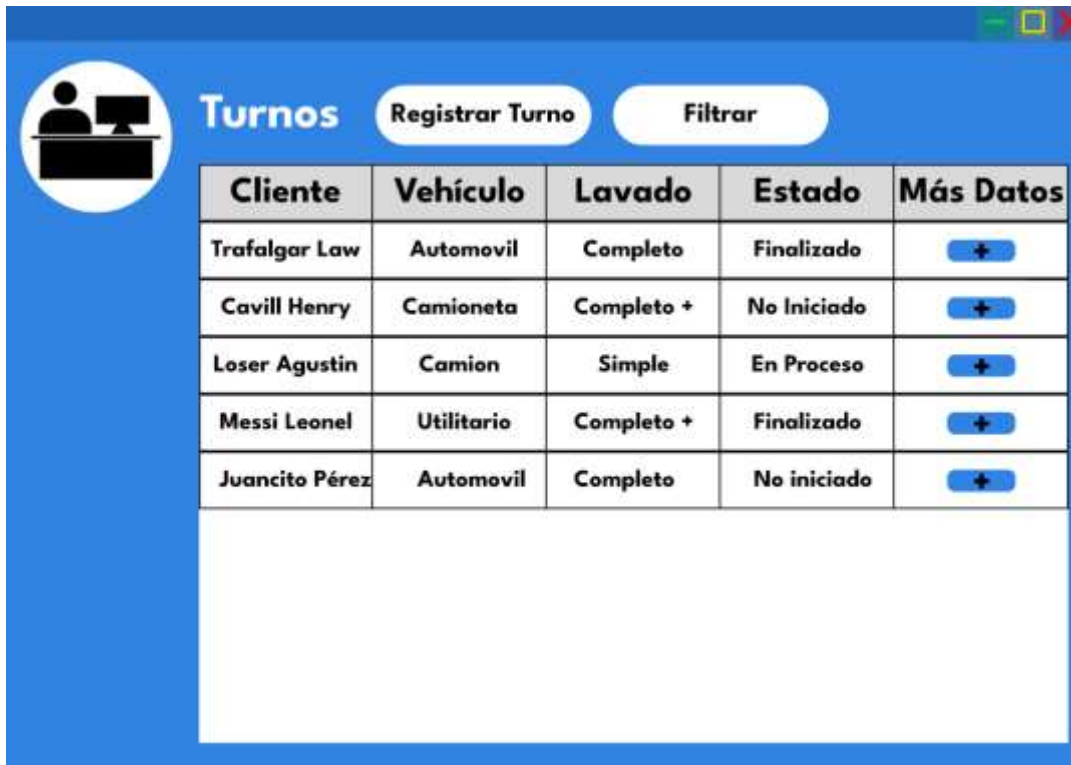 Turnos Registrar Turno Filtrar
Cliente Vehículo Lavado Estado Más Datos
Trafalgar Law Automovil Completo Finalizado +
Cavill Henry Camioneta Completo + No Iniciado +
Loser Agustin Camion Simple En Proceso +
Messi Leonel Utilitario Completo + Finalizado +
Juancito Pérez Automovil Completo No iniciado +